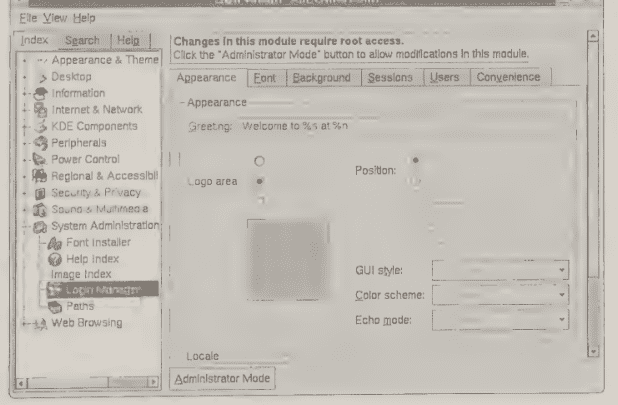 File View Help
Index Search Help
Appearance & Theme
Desktop
Information
Internet & Network
KDE Components
Peripherals
Power Control
Regional & Accessibil
Security & Privacy
Sound & Multimedia
System Administration
Font Installer
Help Index
Image Index
Login Manager
Paths
Web Browsing
Changes in this module require root access.
Click the "Administrator Mode" button to allow modifications in this module.
Appearance Font Background Sessions Users Convenience
Appearance
Greeting: Welcome to %s at %n
Logo area
Position:
GUI style:
Color scheme:
Echo mode:
Locale
Administrator Mode